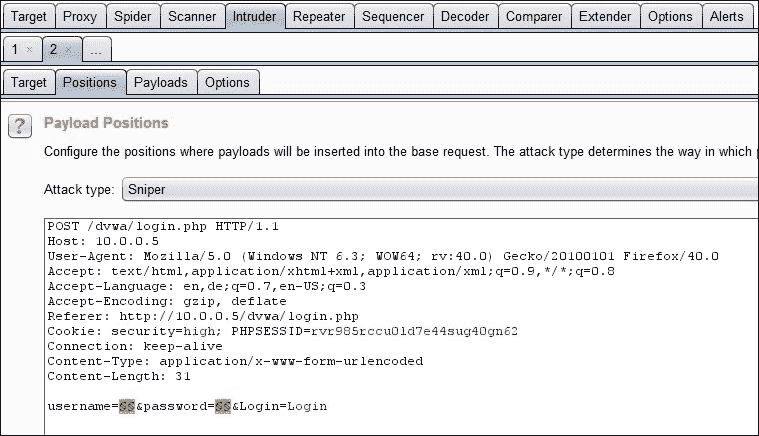 Target Proxy Spider Scanner Intruder Repeater Sequencer Decoder Comparer Extender Options Alerts
1 × 2 × ...
Target Positions Payloads Options
? Payload Positions
Configure the positions where payloads will be inserted into the base request. The attack type determines the way in which
Attack type: Sniper
POST /dvwa/login.php HTTP/1.1
Host: 10.0.0.5
User-Agent: Mozilla/5.0 (Windows NT 6.3; WOW64; rv:40.0) Gecko/20100101 Firefox/40.0
Accept: text/html,application/xhtml+xml,application/xml;q=0.9,*/*;q=0.8
Accept-Language: en,de;q=0.7,en-US;q=0.3
Accept-Encoding: gzip, deflate
Referer: http://10.0.0.5/dvwa/login.php
Cookie: security=high; PHPSESSID=rvr985rccu01d7e44sug40gn62
Connection: keep-alive
Content-Type: application/x-www-form-urlencoded
Content-Length: 31
username=§§&password=§§&Login=Login